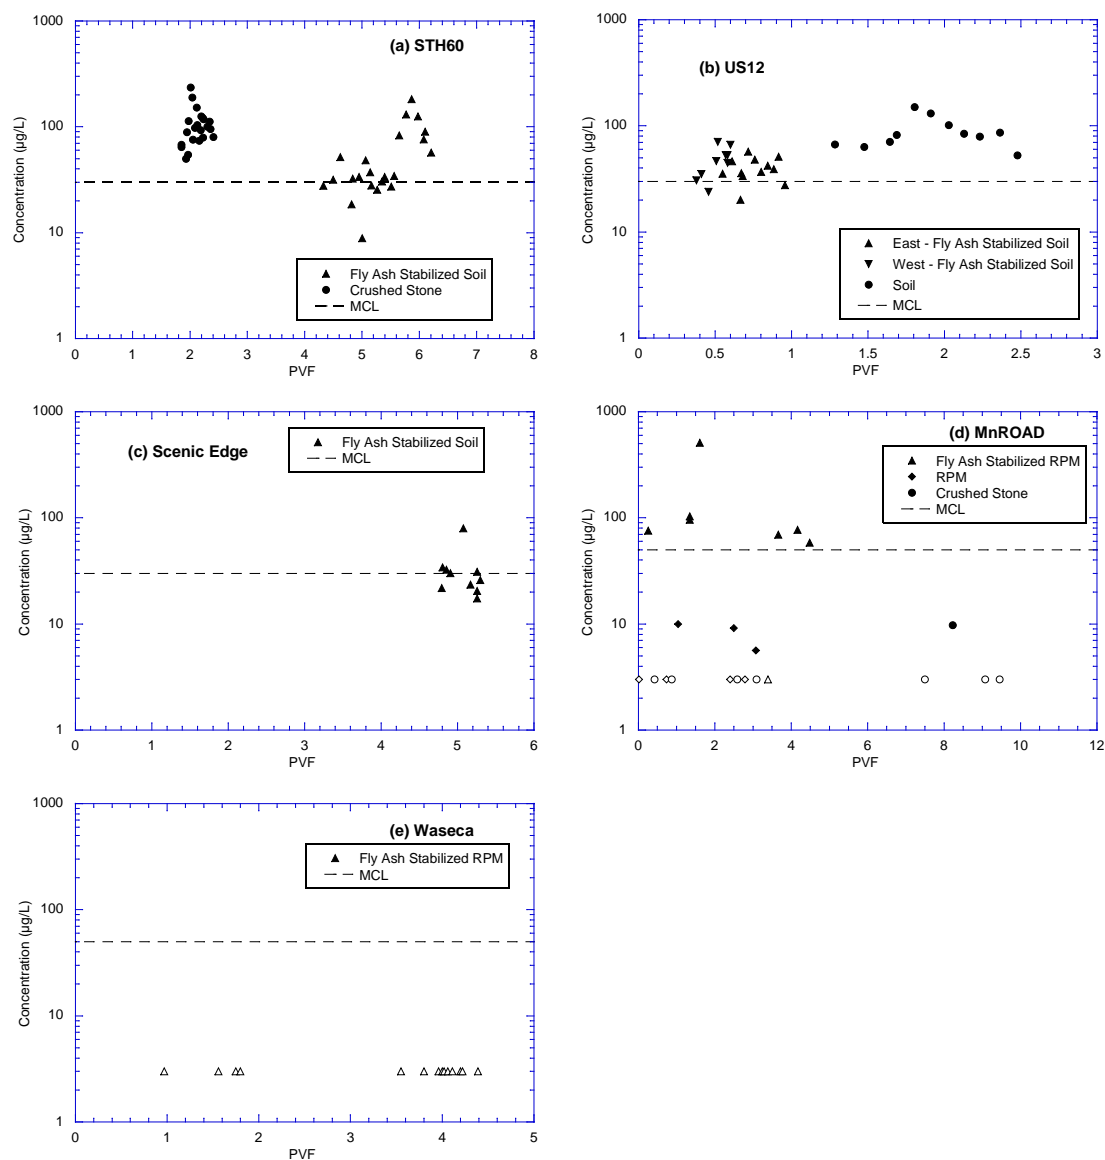 (a) STH60
Concentration (µg/L)
1000
100
10
1
Fly Ash Stabilized Soil
Crushed Stone
MCL
0 1 2 3 4 5 6 7 8
PVF
(b) US12
Concentration (µg/L)
1000
100
10
1
East - Fly Ash Stabilized Soil
West - Fly Ash Stabilized Soil
Soil
MCL
0 0.5 1 1.5 2 2.5 3
PVF
(c) Scenic Edge
Concentration (µg/L)
1000
100
10
1
Fly Ash Stabilized Soil
MCL
0 1 2 3 4 5 6
PVF
(d) MnROAD
Concentration (µg/L)
1000
100
10
1
Fly Ash Stabilized RPM
RPM
Crushed Stone
MCL
0 2 4 6 8 10 12
PVF
(e) Waseca
Concentration (µg/L)
1000
100
10
1
Fly Ash Stabilized RPM
MCL
0 1 2 3 4 5
PVF